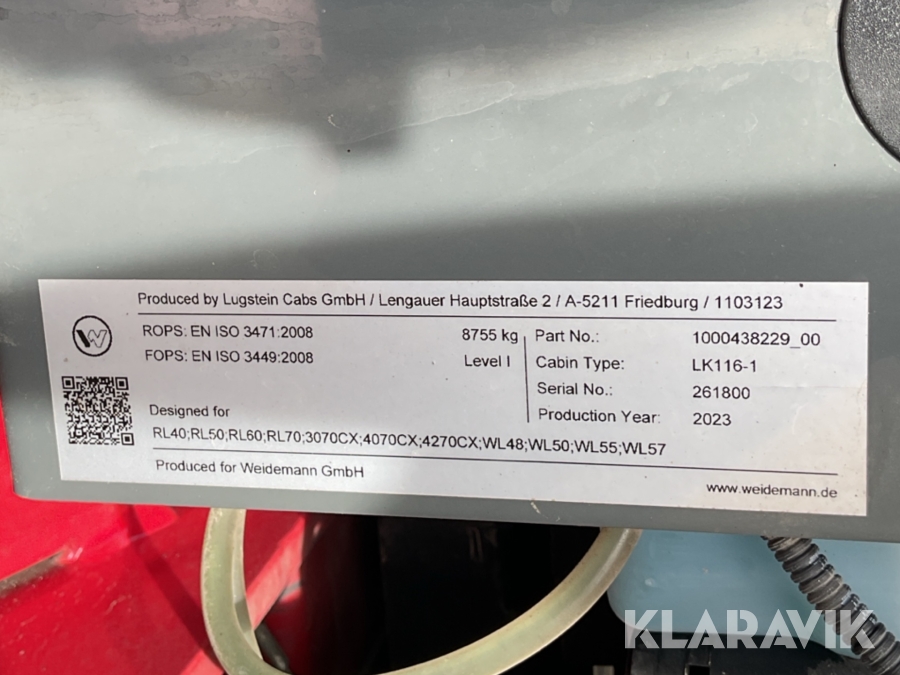 Produced by Lugstein Cabs GmbH / Lengauer Hauptstraße 2 / A-5211 Friedburg / 1103123
W
ROPS: EN ISO 3471:2008 8755 kg
FOPS: EN ISO 3449:2008 Level I
Part No.: 1000438229_00
Cabin Type: LK116-1
Serial No.: 261800
Production Year: 2023
Designed for
RL40;RL50;RL60;RL70;3070CX;4070CX;4270CX;WL48;WL50;WL55;WL57
Produced for Weidemann GmbH
www.weidemann.de
KLARAVIK